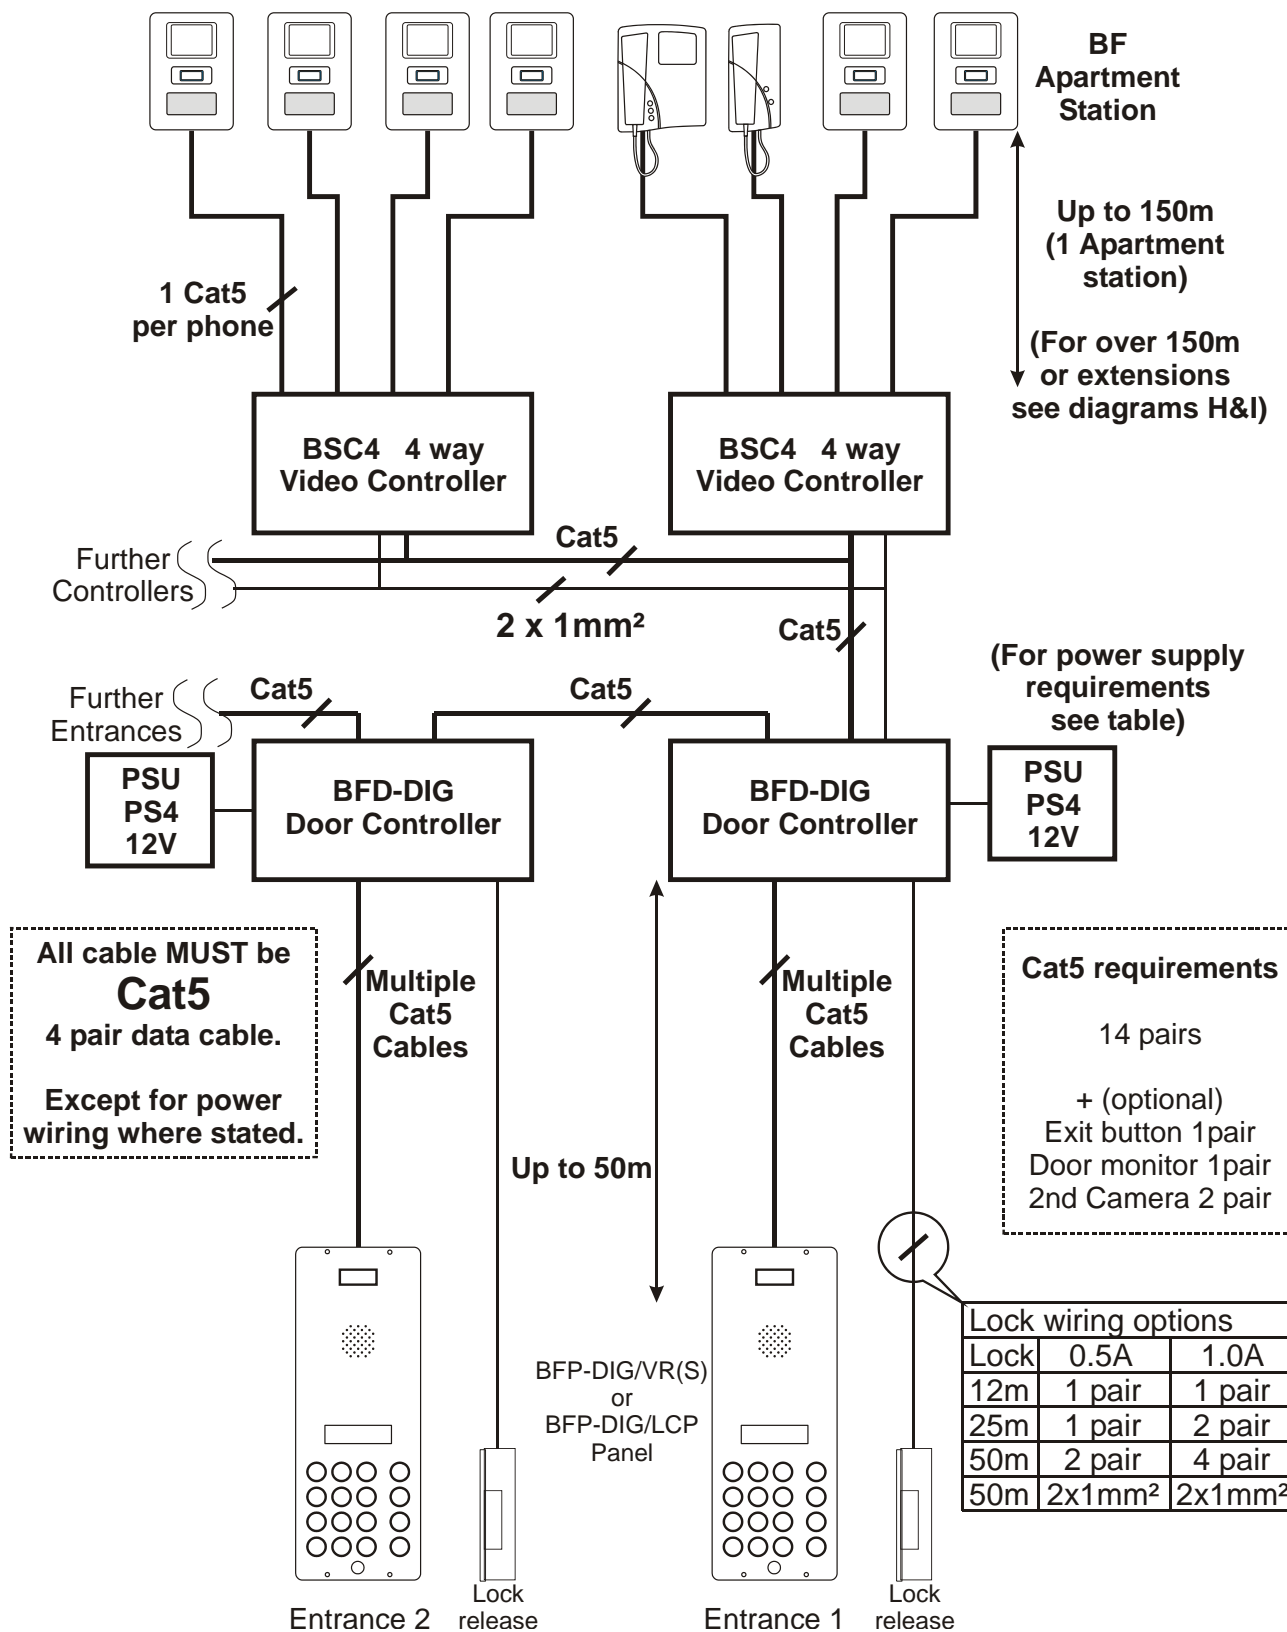 BF
Apartment
Station
Up to 150m
(1 Apartment
station)
(For over 150m
or extensions
see diagrams H&I)
1 Cat5
per phone
BSC4 4 way
Video Controller
BSC4 4 way
Video Controller
Further
Controllers
Cat5
2 x 1mm²
Cat5
(For power supply
requirements
see table)
Further
Entrances
Cat5
Cat5
PSU
PS4
12V
BFD-DIG
Door Controller
BFD-DIG
Door Controller
PSU
PS4
12V
All cable MUST be
Cat5
4 pair data cable.
Except for power
wiring where stated.
Multiple
Cat5
Cables
Multiple
Cat5
Cables
Cat5 requirements
14 pairs
+ (optional)
Exit button 1pair
Door monitor 1pair
2nd Camera 2 pair
Up to 50m
BFP-DIG/VR(S)
or
BFP-DIG/LCP
Panel
Lock wiring options
Lock 0.5A 1.0A
12m 1 pair 1 pair
25m 1 pair 2 pair
50m 2 pair 4 pair
50m 2x1mm² 2x1mm²
Entrance 2
Lock
release
Entrance 1
Lock
release